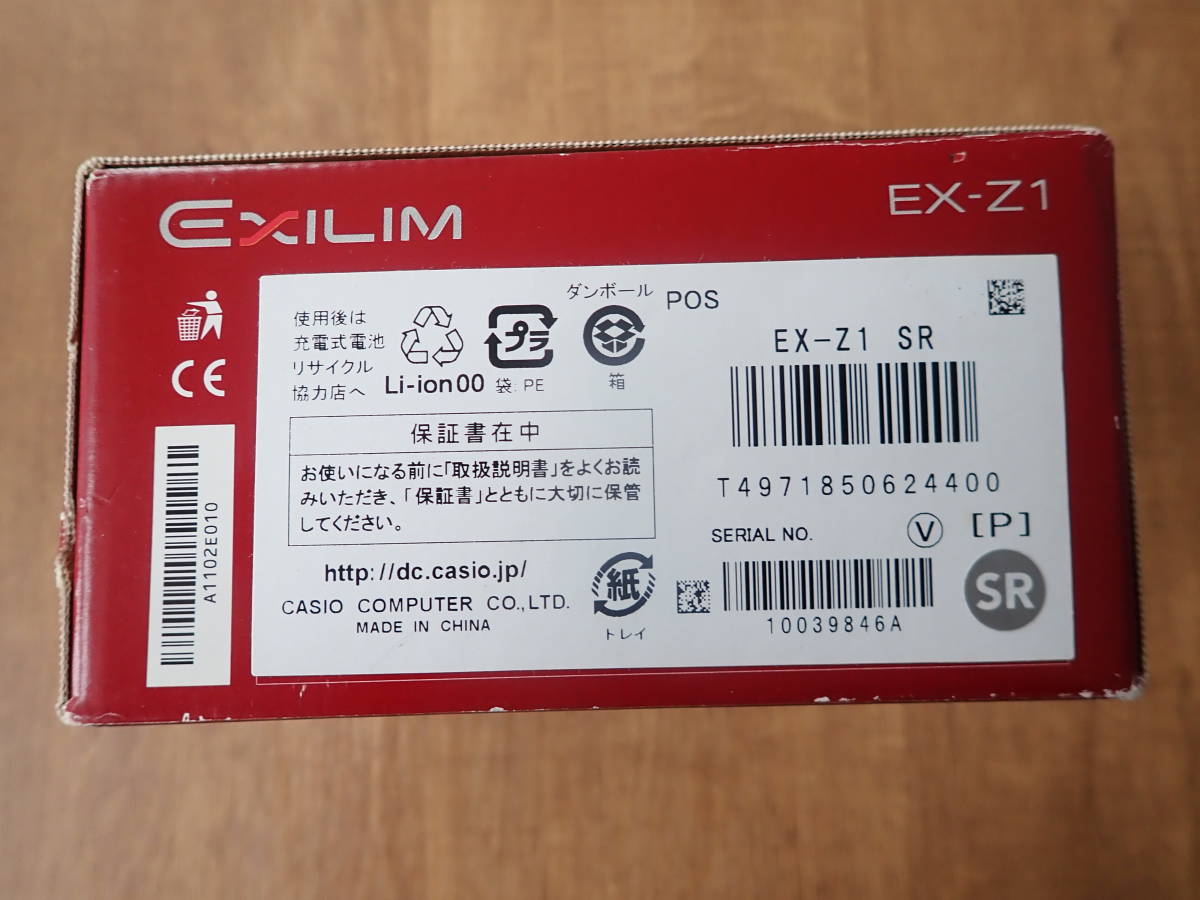 EXILIM
EX-Z1
使用後は
充電式電池
リサイクル
協力店へ
Li-ion00
プラ
袋. PE
ダンボール
箱
POS
EX-Z1 SR
T4971850624400
保証書在中
お使いになる前に「取扱説明書」をよくお読
みいただき、「保証書」とともに大切に保管
してください。
http://dc.casio.jp/
CASIO COMPUTER CO.,LTD.
MADE IN CHINA
紙
トレイ
SERIAL NO.
V
[P]
10039846A
SR
CE
A1102E010